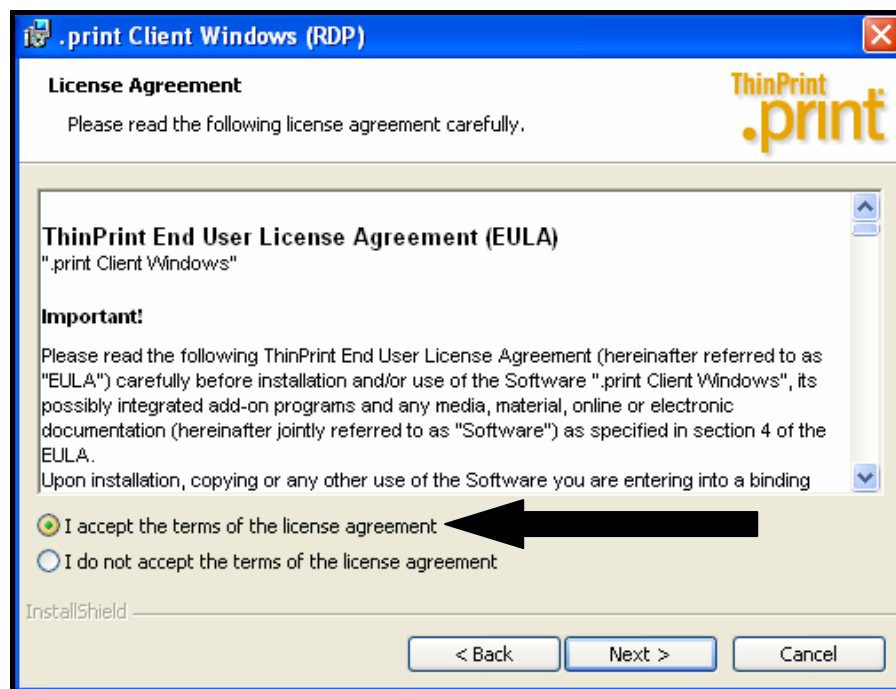 .print Client Windows (RDP)
License Agreement
Please read the following license agreement carefully.
ThinPrint
.print
ThinPrint End User License Agreement (EULA)
".print Client Windows"
Important!
Please read the following ThinPrint End User License Agreement (hereinafter referred to as
"EULA") carefully before installation and/or use of the Software ".print Client Windows", its
possibly integrated add-on programs and any media, material, online or electronic
documentation (hereinafter jointly referred to as "Software") as specified in section 4 of the
EULA.
Upon installation, copying or any other use of the Software you are entering into a binding
I accept the terms of the license agreement
I do not accept the terms of the license agreement
InstallShield
< Back Next > Cancel